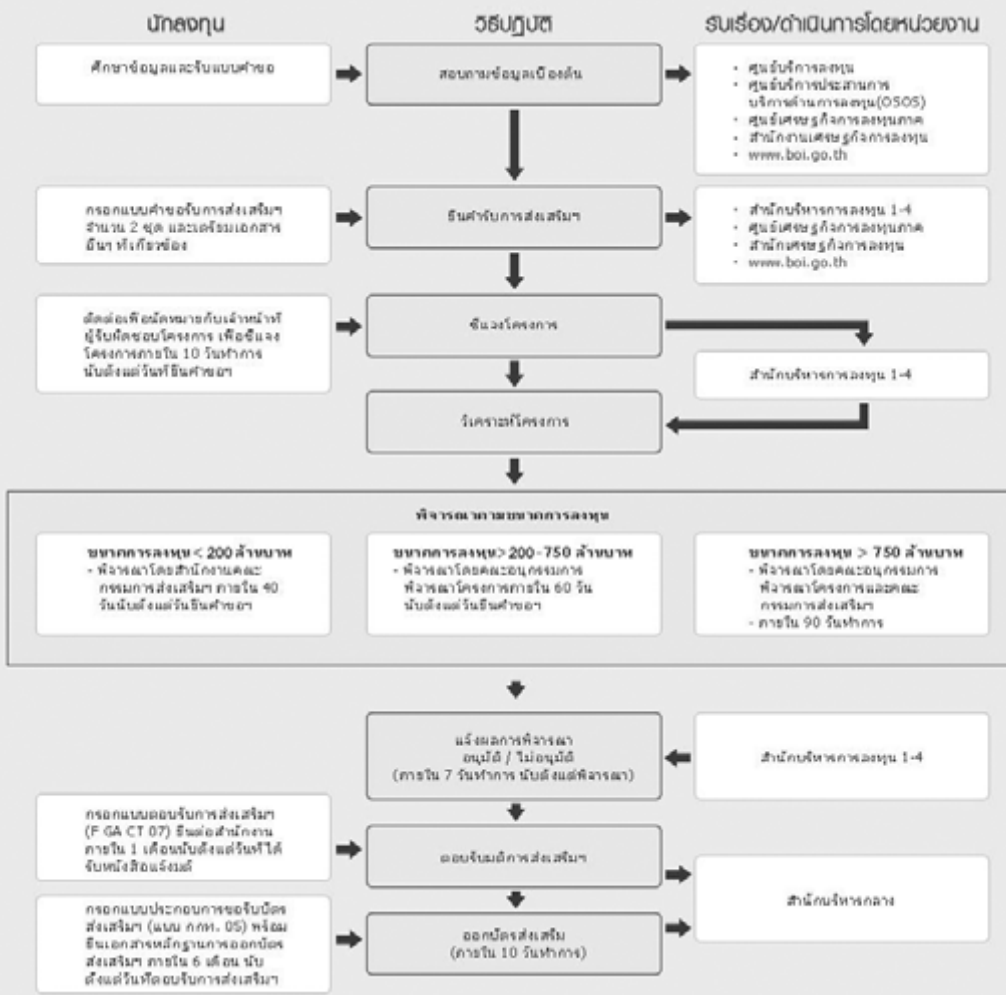 นักลงทุน
วิธีปฏิบัติ
รับเรื่อง/ดำเนินการโดยหน่วยงาน
ศึกษาข้อมูลและรับแบบคำขอ
สอบถามข้อมูลเบื้องต้น
· ศูนย์บริการลงทุน
· ศูนย์บริการประสานการ
บริการด้านการลงทุน(OSOS)
· ศูนย์เศรษฐกิจการลงทุนภาค
· สำนักงานเศรษฐกิจการลงทุน
· www.boi.go.th
กรอกแบบคำขอรับการส่งเสริมฯ
จำนวน 2 ชุด และเตรียมเอกสาร
อื่นๆ ที่เกี่ยวข้อง
ยื่นคำรับการส่งเสริมฯ
· สำนักบริหารการลงทุน 1-4
· ศูนย์เศรษฐกิจการลงทุนภาค
· สำนักเศรษฐกิจการลงทุน
· www.boi.go.th
ติดต่อเพื่อนัดหมายกับเจ้าหน้าที่
ผู้รับผิดชอบโครงการ เพื่อชี้แจง
โครงการภายใน 10 วันทำการ
นับตั้งแต่วันที่ยื่นคำขอฯ
ชี้แจงโครงการ
สำนักบริหารการลงทุน 1-4
วิเคราะห์โครงการ
พิจารณาตามขนาดการลงทุน
ขนาดการลงทุน < 200 ล้านบาท
- พิจารณาโดยสำนักงานคณะ
กรรมการส่งเสริมฯ ภายใน 40
วันนับตั้งแต่วันยื่นคำขอฯ
ขนาดการลงทุน> 200-750 ล้านบาท
- พิจารณาโดยคณะอนุกรรมการ
พิจารณาโครงการภายใน 60 วัน
นับตั้งแต่วันยื่นคำขอฯ
ขนาดการลงทุน > 750 ล้านบาท
- พิจารณาโดยคณะอนุกรรมการ
พิจารณาโครงการและคณะ
กรรมการส่งเสริมฯ
- ภายใน 90 วันทำการ
แจ้งผลการพิจารณา
อนุมัติ / ไม่อนุมัติ
(ภายใน 7 วันทำการ นับตั้งแต่พิจารณา)
สำนักบริหารการลงทุน 1-4
กรอกแบบตอบรับการส่งเสริมฯ
(F GA CT 07) ยื่นต่อสำนักงาน
ภายใน 1 เดือนนับตั้งแต่วันที่ได้
รับหนังสือแจ้งมติ
ตอบรับมติการส่งเสริมฯ
สำนักบริหารกลาง
กรอกแบบประกอบการขอรับบัตร
ส่งเสริมฯ (แบบ กกท. 05) พร้อม
ยื่นเอกสารหลักฐานการออกบัตร
ส่งเสริมฯ ภายใน 6 เดือน นับ
ตั้งแต่วันที่ตอบรับการส่งเสริมฯ
ออกบัตรส่งเสริม
(ภายใน 10 วันทำการ)